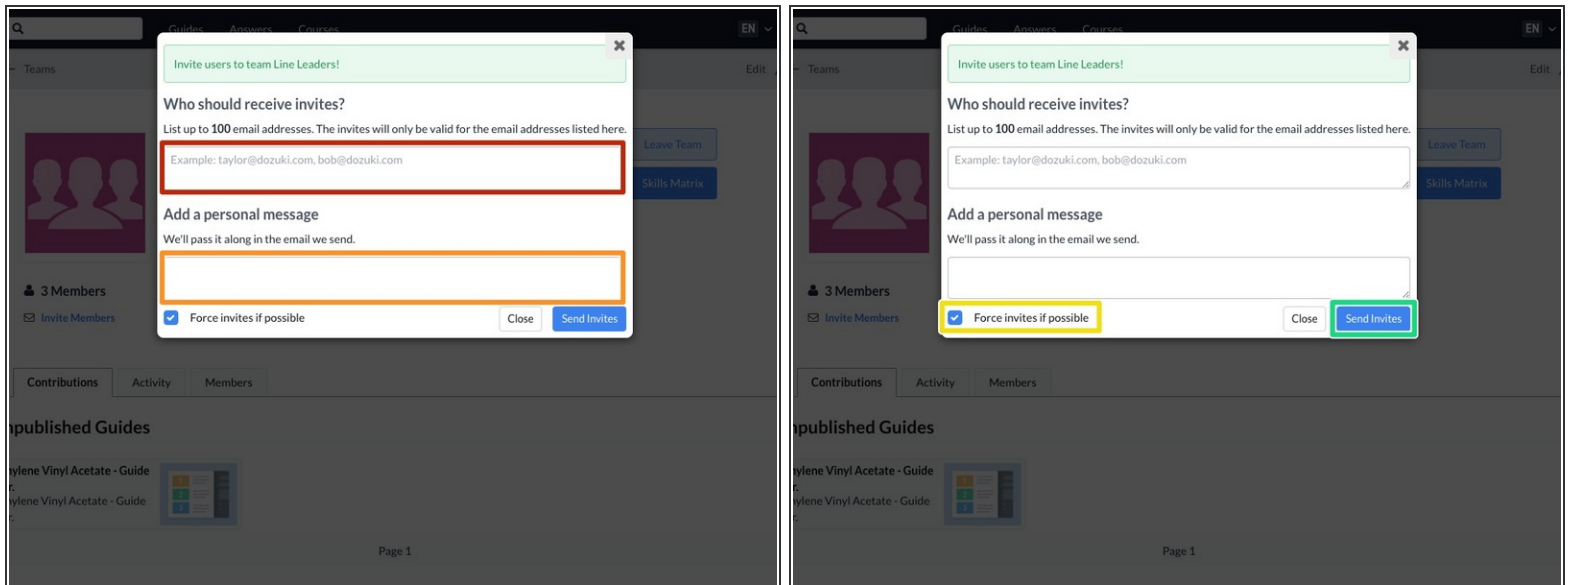 Guides Answers Courses EN
Teams Edit
Invite users to team Line Leaders!
Who should receive invites?
List up to 100 email addresses. The invites will only be valid for the email addresses listed here.
Example: taylor@dozuki.com, bob@dozuki.com
Leave Team
Skills Matrix
Add a personal message
We'll pass it along in the email we send.
3 Members
Invite Members
Force invites if possible Close Send Invites
Contributions Activity Members
npublished Guides
ylene Vinyl Acetate - Guide
r.
ylene Vinyl Acetate - Guide
r.
Page 1
Guides Answers Courses EN
Teams Edit
Invite users to team Line Leaders!
Who should receive invites?
List up to 100 email addresses. The invites will only be valid for the email addresses listed here.
Example: taylor@dozuki.com, bob@dozuki.com
Leave Team
Skills Matrix
Add a personal message
We'll pass it along in the email we send.
3 Members
Invite Members
Force invites if possible Close Send Invites
Contributions Activity Members
npublished Guides
ylene Vinyl Acetate - Guide
r.
ylene Vinyl Acetate - Guide
r.
Page 1